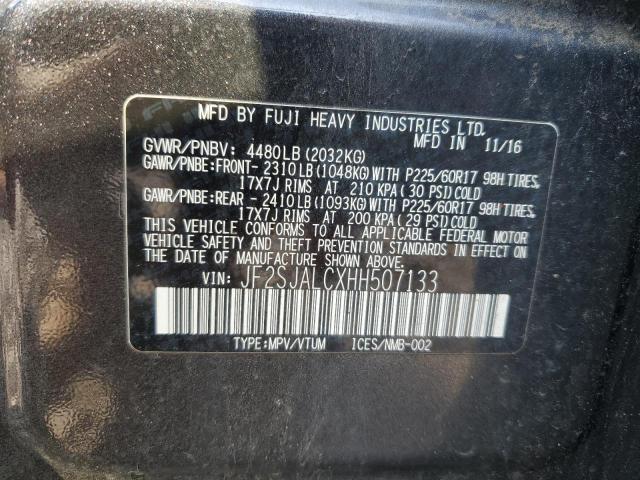 MFD BY FUJI HEAVY INDUSTRIES LTD.
MFD IN 11/16
GVWR/PNBV: 4480LB(2032KG)
GAWR/PNBE:FRONT-2310LB(1048KG)WITH P225/60R17 98H TIRES,
17X7J RIMS AT 210 KPA(30 PSI)COLD
GAWR/PNBE:REAR -2410LB(1093KG)WITH P225/60R17 98H TIRES,
17X7J RIMS AT 200 KPA(29 PSI)COLD
THIS VEHICLE CONFORMS TO ALL APPLICABLE FEDERAL MOTOR
VEHICLE SAFETY AND THEFT PREVENTION STANDARDS IN EFFECT ON
THE DATE OF MANUFACTURE SHOWN ABOVE.
VIN: JF2SJALCXHH507133
TYPE:MPV/VTUM ICES/NMB-002